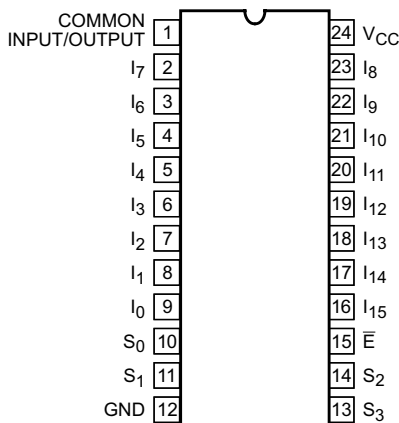 COMMON
INPUT/OUTPUT 1 24 VCC
I7 2 23 I8
I6 3 22 I9
I5 4 21 I10
I4 5 20 I11
I3 6 19 I12
I2 7 18 I13
I1 8 17 I14
I0 9 16 I15
S0 10 15 E̅
S1 11 14 S2
GND 12 13 S3